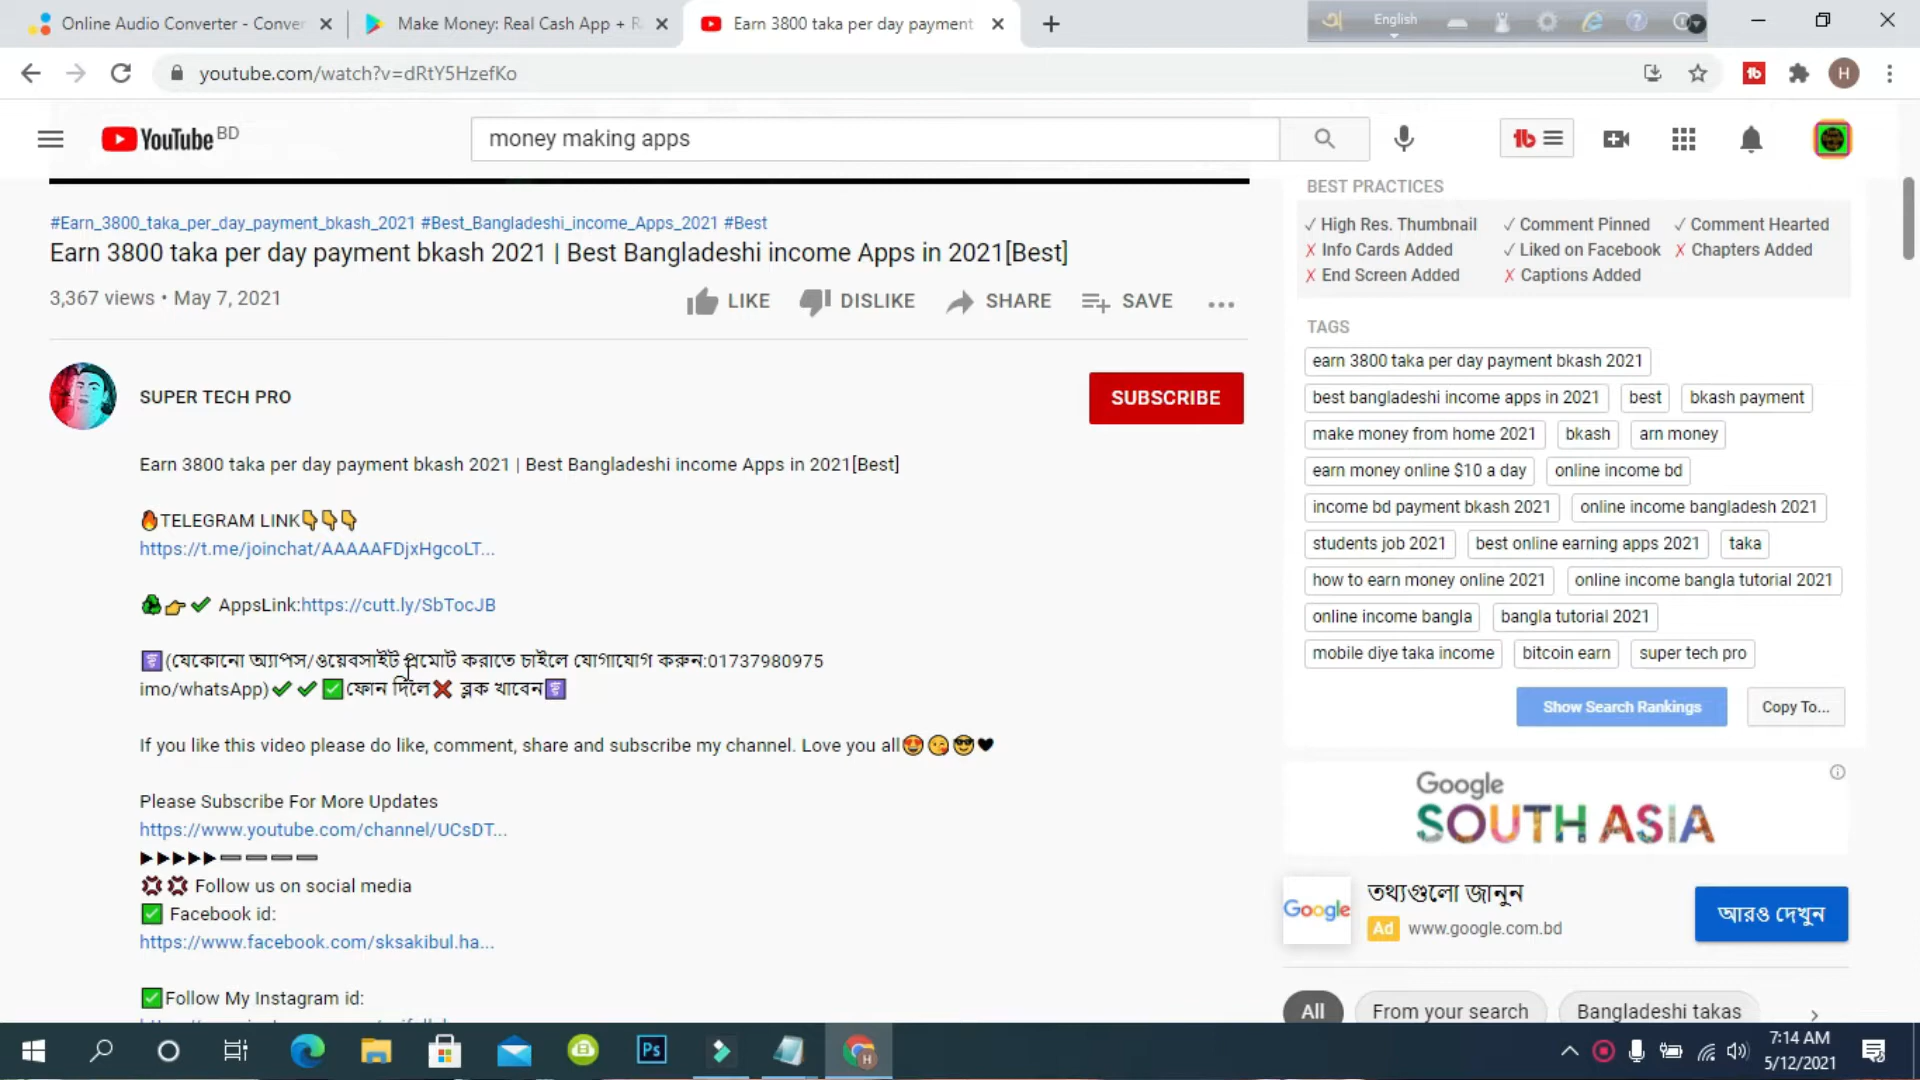 Online Audio Converter - Conver
Make Money: Real Cash App + R
Earn 3800 taka per day payment
English
youtube.com/watch?v=dRtY5HzefKo
H
YouTube BD
money making apps
#Earn_3800_taka_per_day_payment_bkash_2021 #Best_Bangladeshi_income_Apps_2021 #Best
Earn 3800 taka per day payment bkash 2021 | Best Bangladeshi income Apps in 2021[Best]
3,367 views • May 7, 2021
LIKE
DISLIKE
SHARE
SAVE
SUPER TECH PRO
SUBSCRIBE
Earn 3800 taka per day payment bkash 2021 | Best Bangladeshi income Apps in 2021[Best]
🔥TELEGRAM LINK👇👇👇
https://t.me/joinchat/AAAAAFDjxHgcoLT...
👉✔ AppsLink:https://cutt.ly/SbTocJB
(যেকোনো অ্যাপস/ওয়েবসাইট প্রমোট করাতে চাইলে যোগাযোগ করুন:01737980975
imo/whatsApp)✔✔✅ফোন দিলে❌ ব্লক খাবেন
If you like this video please do like, comment, share and subscribe my channel. Love you all😍😘😎🖤
Please Subscribe For More Updates
https://www.youtube.com/channel/UCsDT...
▶▶▶▶▶➖➖➖➖
💢💢 Follow us on social media
✅ Facebook id:
https://www.facebook.com/sksakibul.ha...
✅Follow My Instagram id:
BEST PRACTICES
✓ High Res. Thumbnail ✓ Comment Pinned ✓ Comment Hearted
✗ Info Cards Added ✓ Liked on Facebook ✗ Chapters Added
✗ End Screen Added ✗ Captions Added
TAGS
earn 3800 taka per day payment bkash 2021
best bangladeshi income apps in 2021 best bkash payment
make money from home 2021 bkash arn money
earn money online $10 a day online income bd
income bd payment bkash 2021 online income bangladesh 2021
students job 2021 best online earning apps 2021 taka
how to earn money online 2021 online income bangla tutorial 2021
online income bangla bangla tutorial 2021
mobile diye taka income bitcoin earn super tech pro
Show Search Rankings Copy To...
Google
SOUTH ASIA
Google
তথ্যগুলো জানুন
Ad www.google.com.bd
আরও দেখুন
All From your search Bangladeshi takas
Ps
7:14 AM
5/12/2021